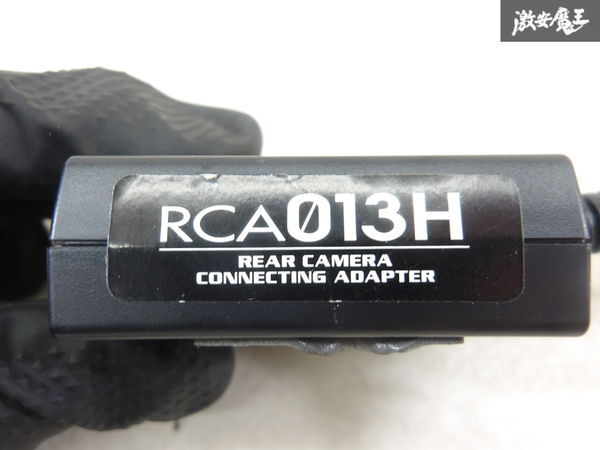 激安魔王
RCA013H
REAR CAMERA
CONNECTING ADAPTER